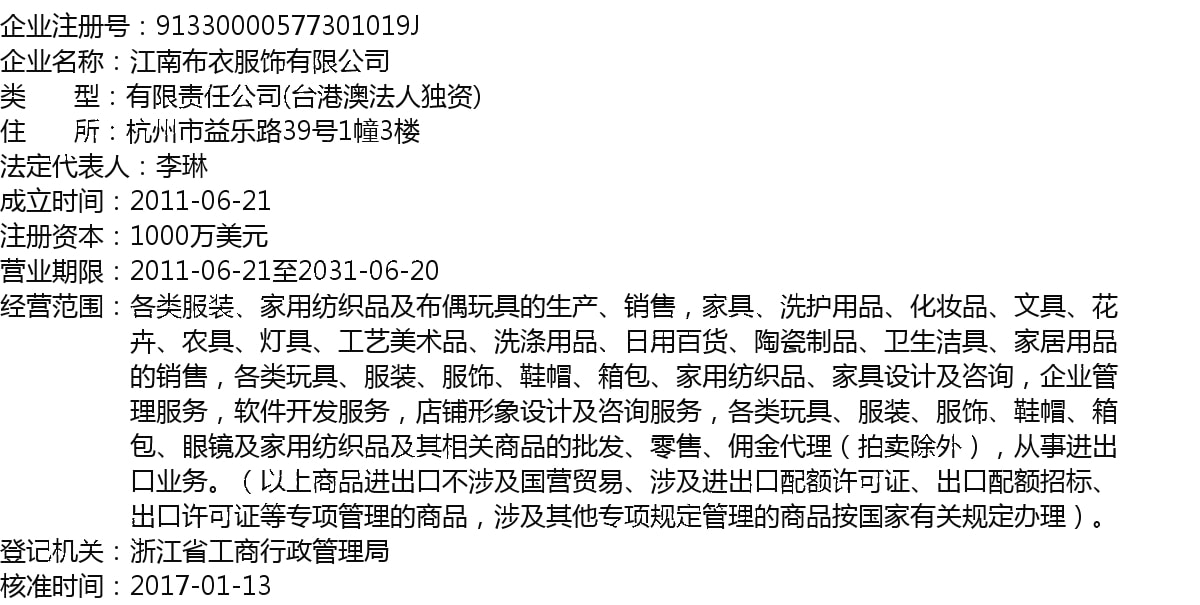 企业注册号：91330000577301019J
企业名称：江南布衣服饰有限公司
类　　型：有限责任公司(台港澳法人独资)
住　　所：杭州市益乐路39号1幢3楼
法定代表人：李琳
成立时间：2011-06-21
注册资本：1000万美元
营业期限：2011-06-21至2031-06-20
经营范围：各类服装、家用纺织品及布偶玩具的生产、销售，家具、洗护用品、化妆品、文具、花
卉、农具、灯具、工艺美术品、洗涤用品、日用百货、陶瓷制品、卫生洁具、家居用品
的销售，各类玩具、服装、服饰、鞋帽、箱包、家用纺织品、家具设计及咨询，企业管
理服务，软件开发服务，店铺形象设计及咨询服务，各类玩具、服装、服饰、鞋帽、箱
包、眼镜及家用纺织品及其相关商品的批发、零售、佣金代理（拍卖除外），从事进出
口业务。（以上商品进出口不涉及国营贸易、涉及进出口配额许可证、出口配额招标、
出口许可证等专项管理的商品，涉及其他专项规定管理的商品按国家有关规定办理）。
登记机关：浙江省工商行政管理局
核准时间：2017-01-13